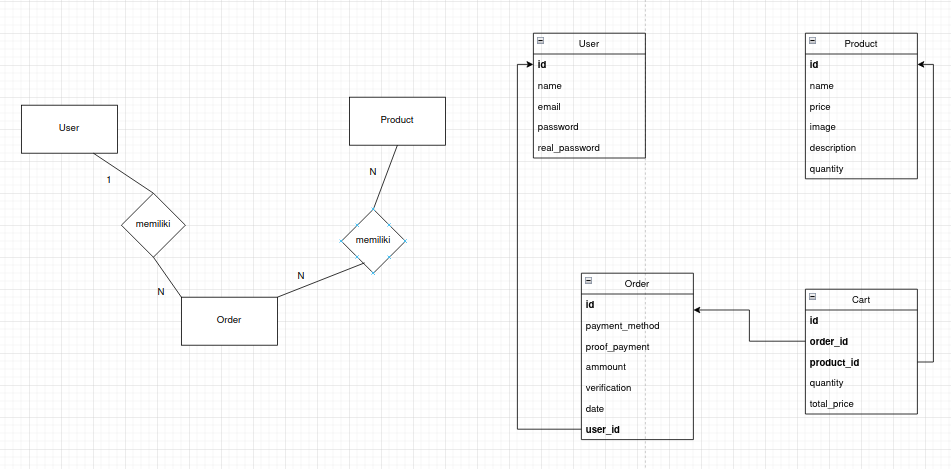 User
1
memiliki
N
Order
N
memiliki
N
Product
User
id
name
email
password
real_password
Product
id
name
price
image
description
quantity
Order
id
payment_method
proof_payment
ammount
verification
date
user_id
Cart
id
order_id
product_id
quantity
total_price